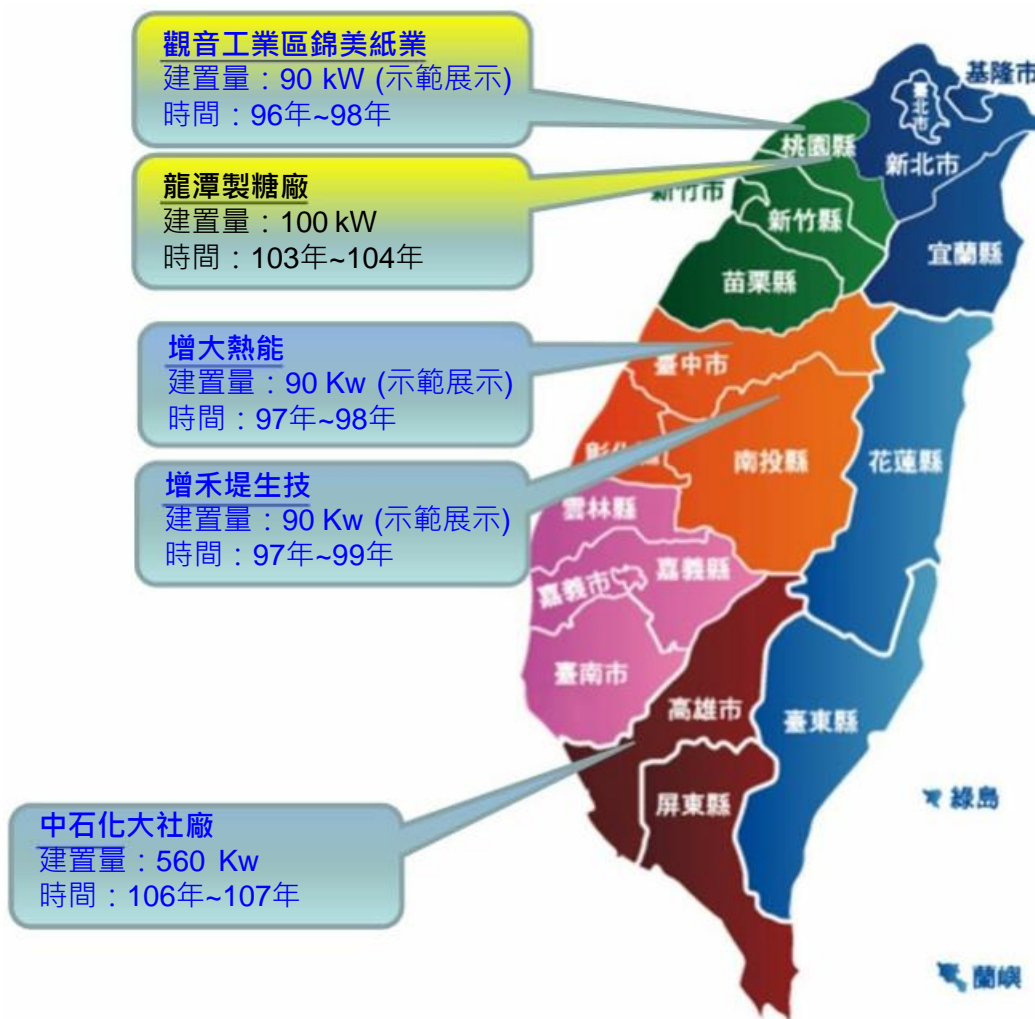 觀音工業區錦美紙業
建置量：90 kW (示範展示)
時間：96年~98年
龍潭製糖廠
建置量：100 kW
時間：103年~104年
增大熱能
建置量：90 Kw (示範展示)
時間：97年~98年
增禾堤生技
建置量：90 Kw (示範展示)
時間：97年~99年
中石化大社廠
建置量：560 Kw
時間：106年~107年
基隆市
臺北市
桃園縣
新北市
新竹市
新竹縣
宜蘭縣
苗栗縣
臺中市
彰化縣
南投縣
花蓮縣
雲林縣
嘉義市
嘉義縣
臺南市
高雄市
臺東縣
屏東縣
綠島
蘭嶼